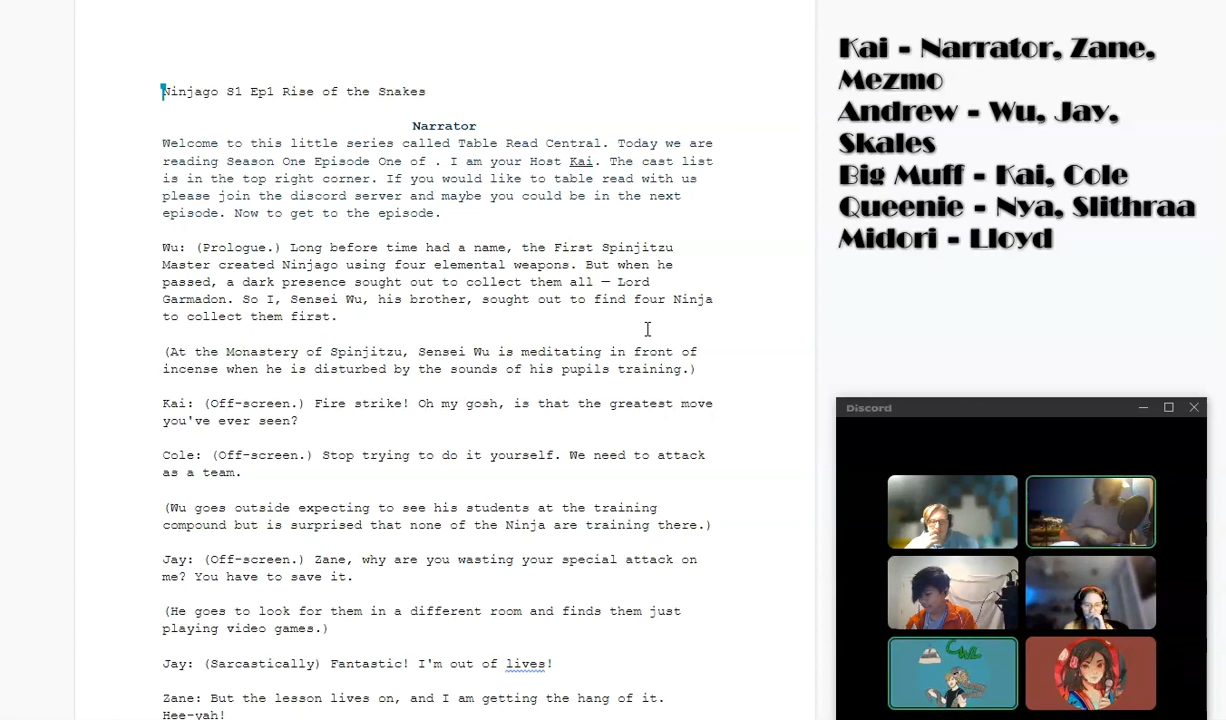 Ninjago S1 Ep1 Rise of the Snakes
Narrator
Welcome to this little series called Table Read Central. Today we are
reading Season One Episode One of . I am your Host Kai. The cast list
is in the top right corner. If you would like to table read with us
please join the discord server and maybe you could be in the next
episode. Now to get to the episode.
Wu: (Prologue.) Long before time had a name, the First Spinjitzu
Master created Ninjago using four elemental weapons. But when he
passed, a dark presence sought out to collect them all — Lord
Garmadon. So I, Sensei Wu, his brother, sought out to find four Ninja
to collect them first.
(At the Monastery of Spinjitzu, Sensei Wu is meditating in front of
incense when he is disturbed by the sounds of his pupils training.)
Kai: (Off-screen.) Fire strike! Oh my gosh, is that the greatest move
you've ever seen?
Cole: (Off-screen.) Stop trying to do it yourself. We need to attack
as a team.
(Wu goes outside expecting to see his students at the training
compound but is surprised that none of the Ninja are training there.)
Jay: (Off-screen.) Zane, why are you wasting your special attack on
me? You have to save it.
(He goes to look for them in a different room and finds them just
playing video games.)
Jay: (Sarcastically) Fantastic! I'm out of lives!
Zane: But the lesson lives on, and I am getting the hang of it.
Hee-yah!
Kai - Narrator, Zane,
Mezmo
Andrew - Wu, Jay,
Skales
Big Muff - Kai, Cole
Queenie - Nya, Slithraa
Midori - Lloyd
Discord